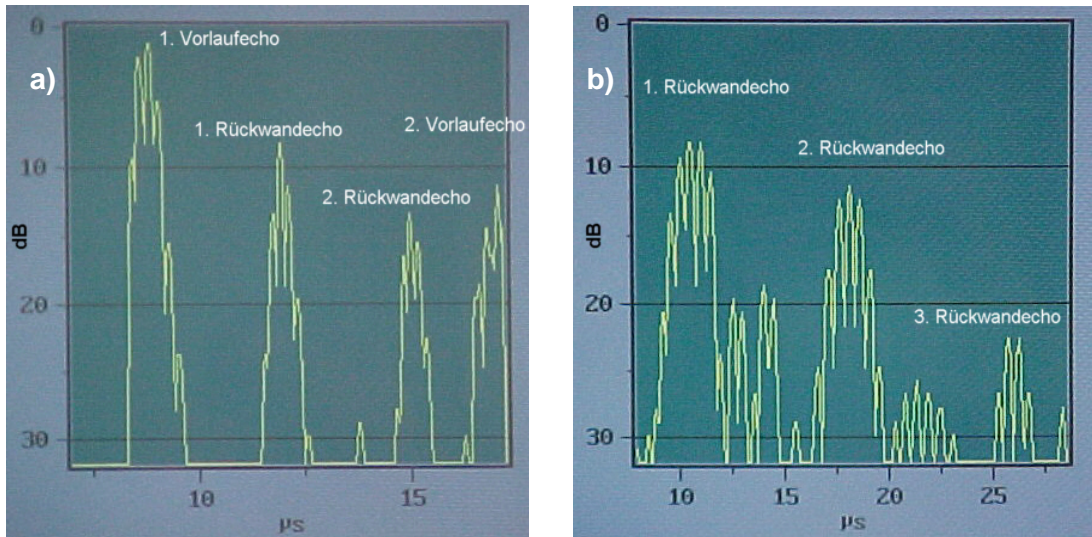 a)
1. Vorlaufecho
1. Rückwandecho
2. Vorlaufecho
2. Rückwandecho
0
10
20
30
dB
10
15
µs
b)
1. Rückwandecho
2. Rückwandecho
3. Rückwandecho
0
10
20
30
dB
10
15
20
25
µs